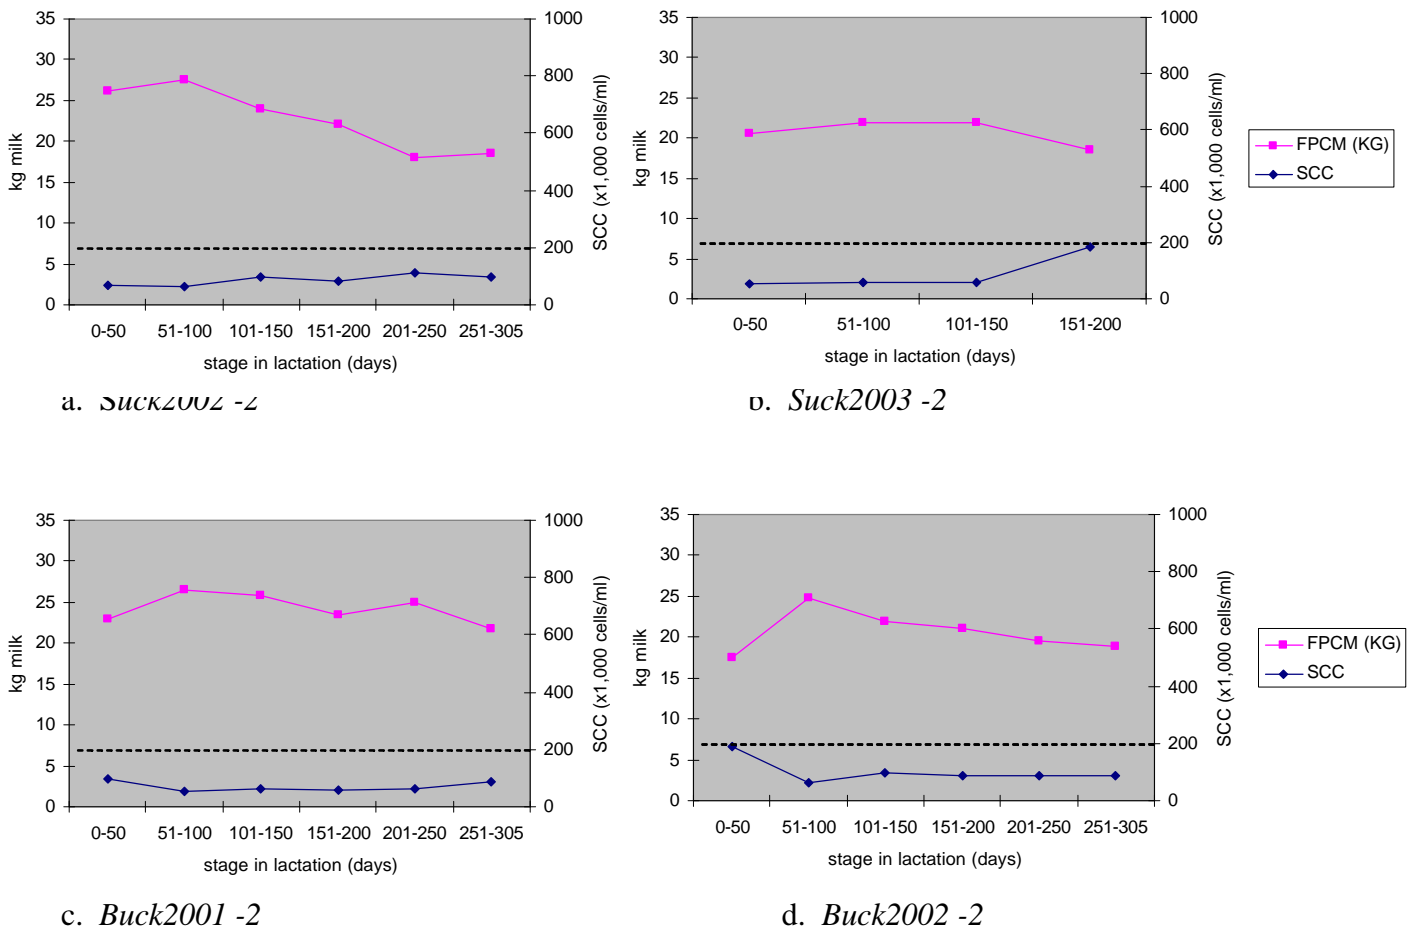 35
30
25
20
15
10
5
0
kg milk
1000
800
600
400
200
0
SCC (x1,000 cells/ml)
0-50 51-100 101-150 151-200 201-250 251-305
stage in lactation (days)
a. Suck2002 -2
35
30
25
20
15
10
5
0
kg milk
1000
800
600
400
200
0
SCC (x1,000 cells/ml)
0-50 51-100 101-150 151-200
stage in lactation (days)
FPCM (KG)
SCC
b. Suck2003 -2
35
30
25
20
15
10
5
0
kg milk
1000
800
600
400
200
0
SCC (x1,000 cells/ml)
0-50 51-100 101-150 151-200 201-250 251-305
stage in lactation (days)
c. Buck2001 -2
35
30
25
20
15
10
5
0
kg milk
1000
800
600
400
200
0
SCC (x1,000 cells/ml)
0-50 51-100 101-150 151-200 201-250 251-305
stage in lactation (days)
FPCM (KG)
SCC
d. Buck2002 -2